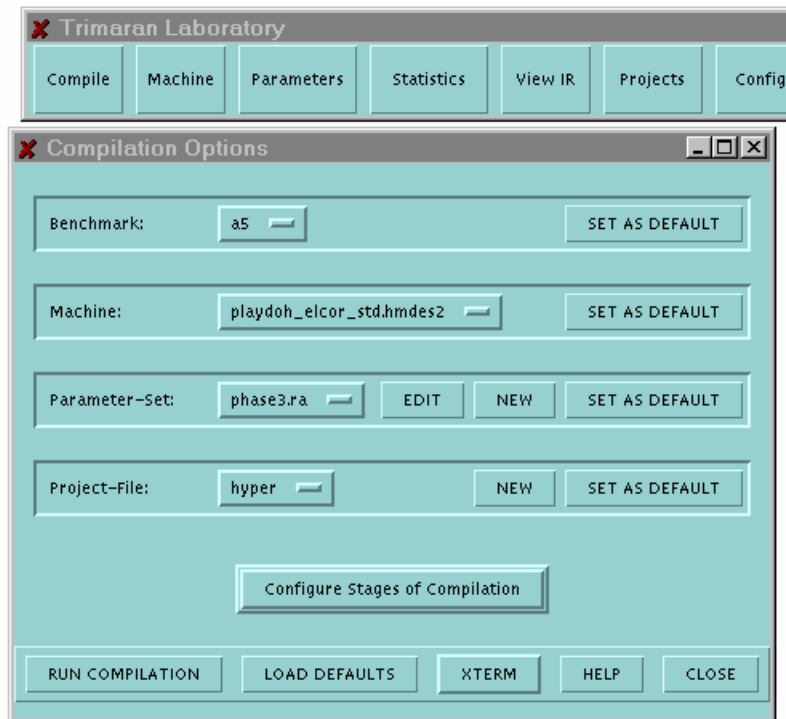 Trimaran Laboratory
Compile Machine Parameters Statistics View IR Projects Config
Compilation Options
Benchmark: a5 SET AS DEFAULT
Machine: playdoh_elcor_std.hmdes2 SET AS DEFAULT
Parameter-Set: phase3.ra EDIT NEW SET AS DEFAULT
Project-File: hyper NEW SET AS DEFAULT
Configure Stages of Compilation
RUN COMPILATION LOAD DEFAULTS XTERM HELP CLOSE